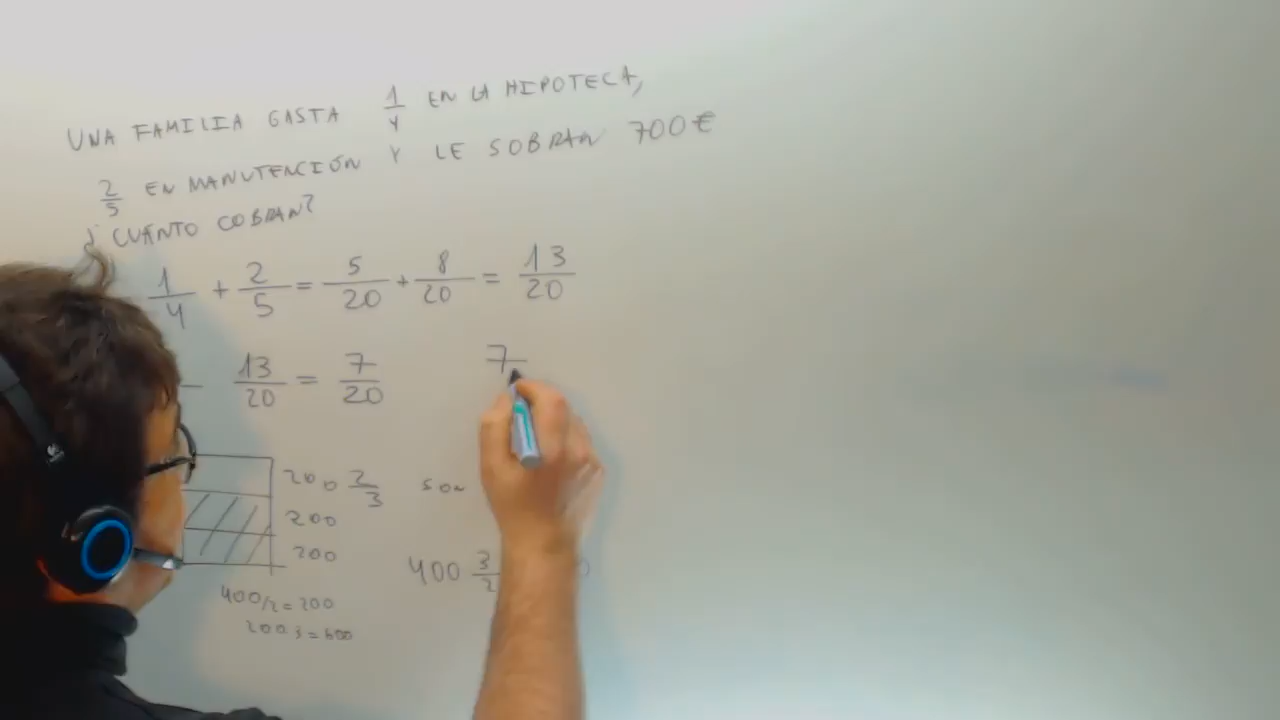 UNA FAMILIA GASTA 1/4 EN LA HIPOTECA,
2/5 EN MANUTENCIÓN Y LE SOBRAN 700€
¿CUÁNTO COBRAN?
1/4 + 2/5 = 5/20 + 8/20 = 13/20
- 13/20 = 7/20
7
200 2/3 SON
200
200
400 3/2
400/2=200
200·3=600